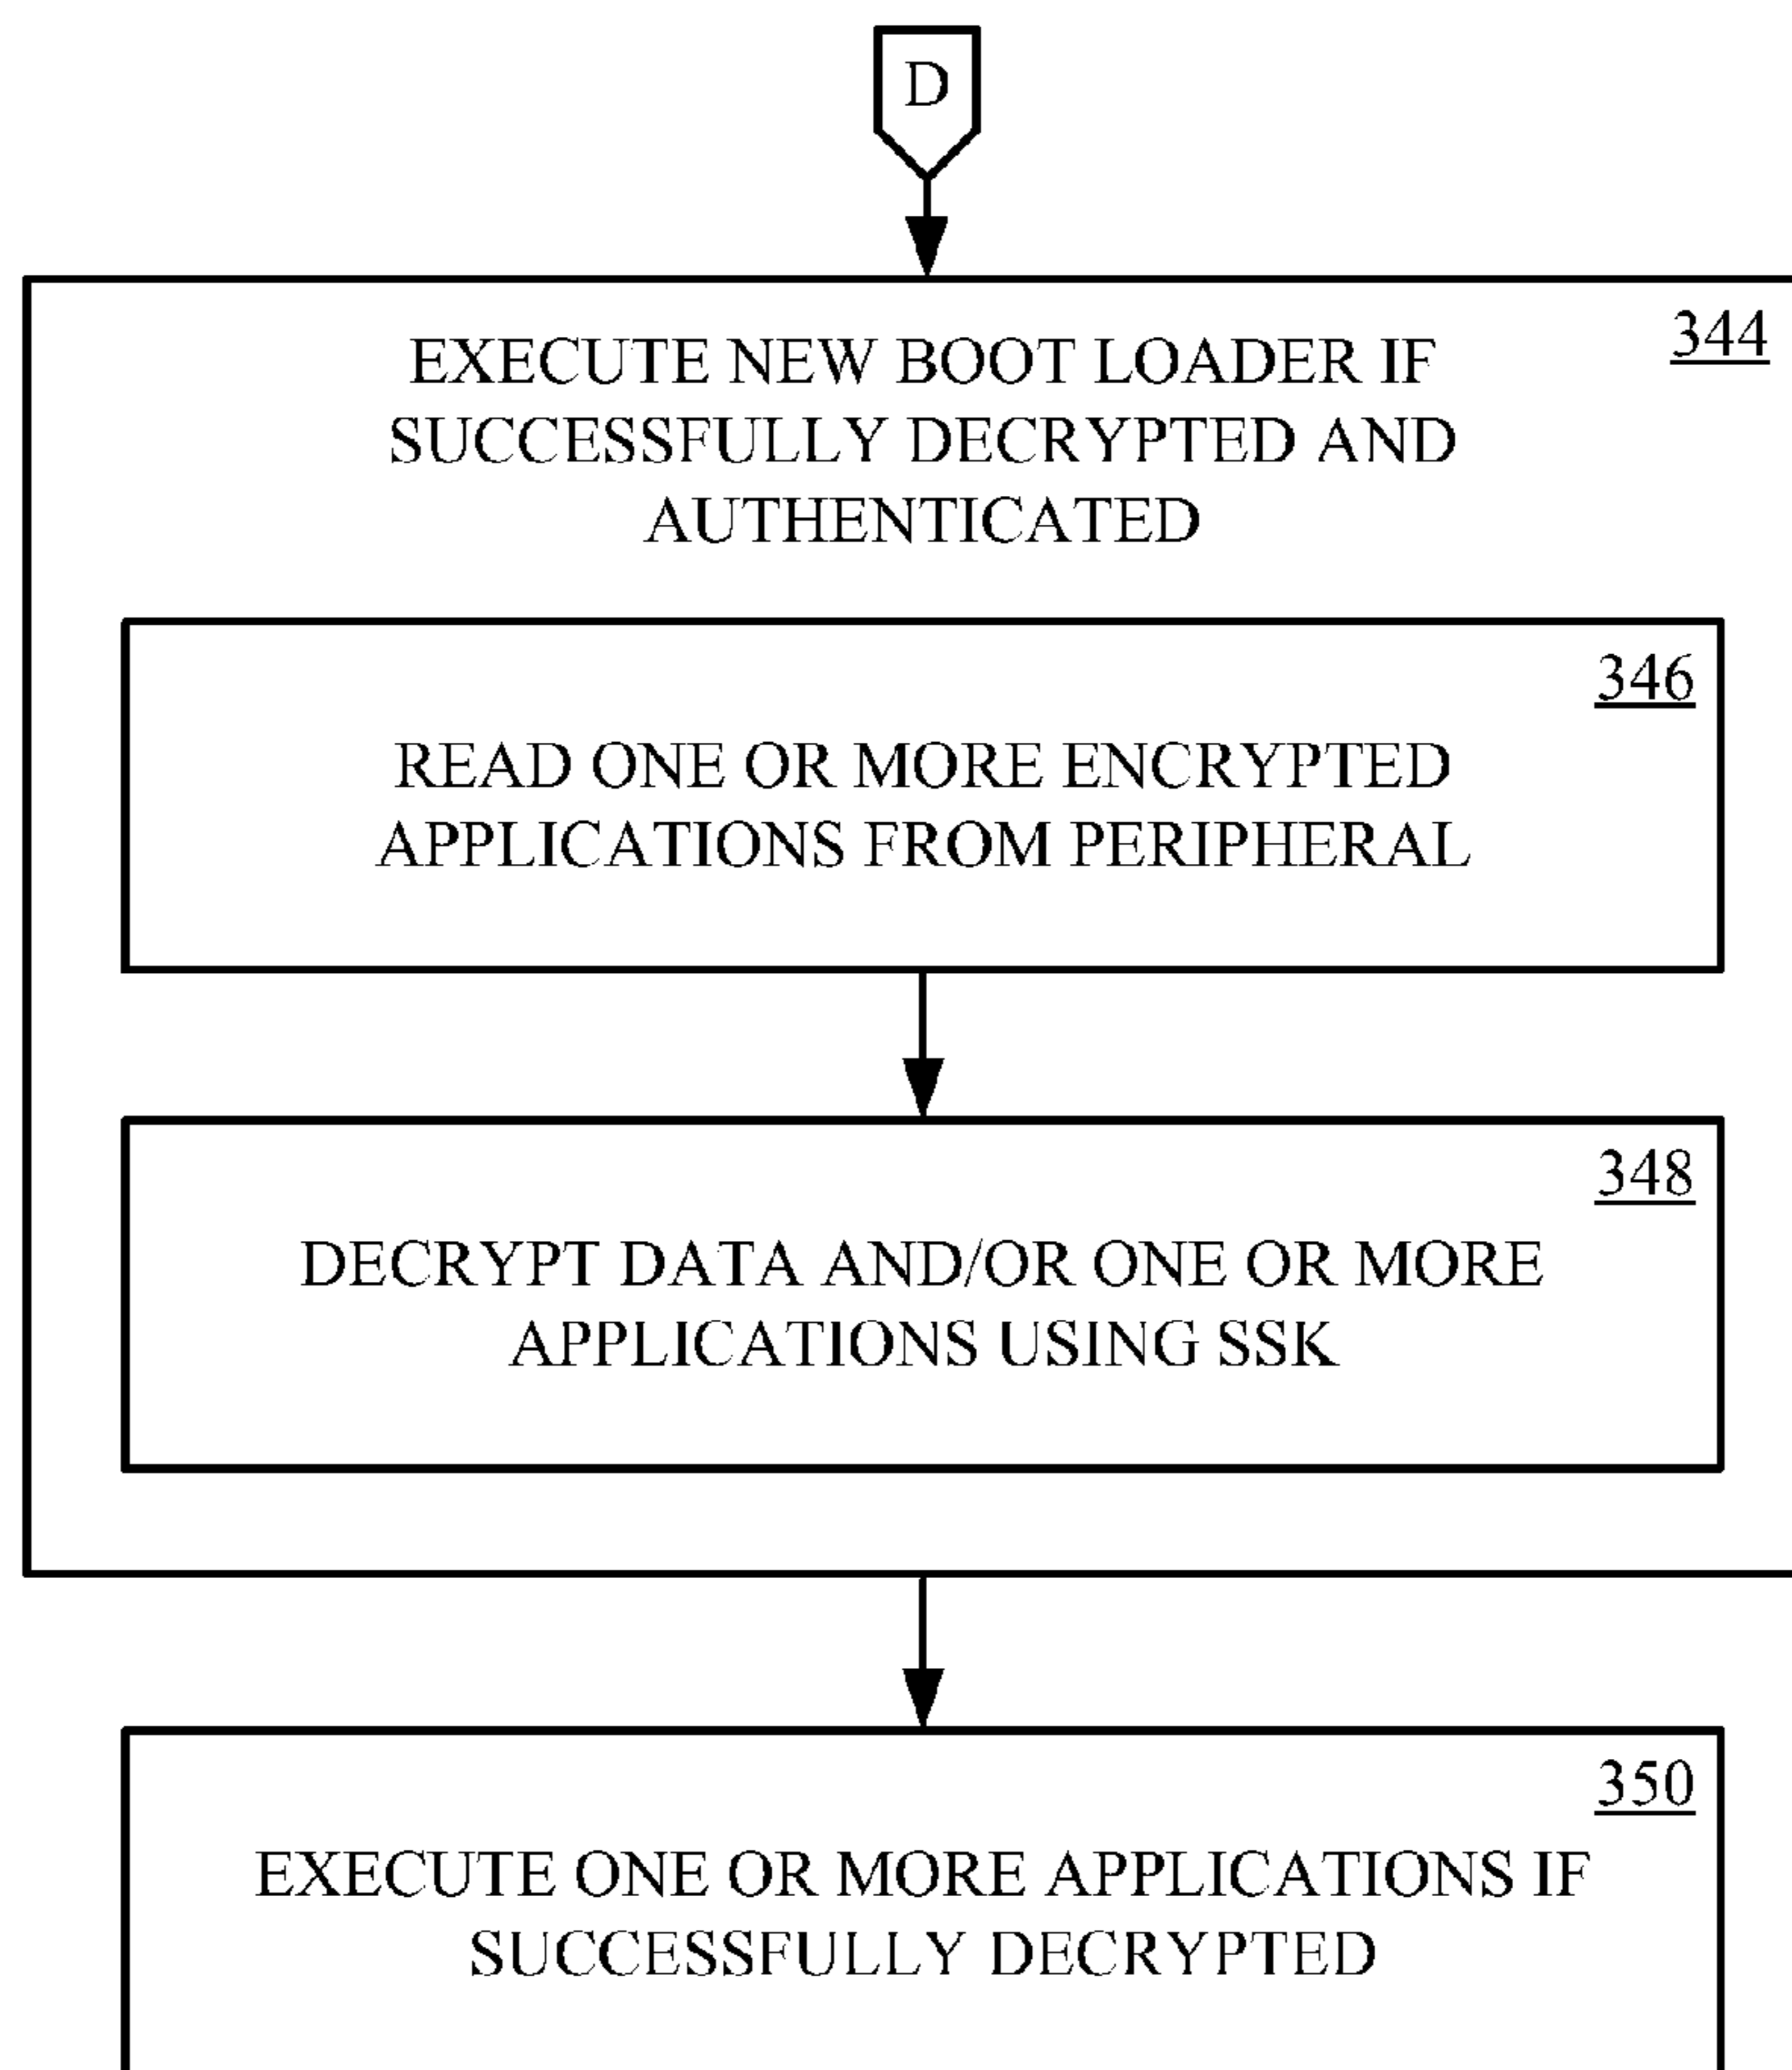 D
344
EXECUTE NEW BOOT LOADER IF
SUCCESSFULLY DECRYPTED AND
AUTHENTICATED
346
READ ONE OR MORE ENCRYPTED
APPLICATIONS FROM PERIPHERAL
348
DECRYPT DATA AND/OR ONE OR MORE
APPLICATIONS USING SSK
350
EXECUTE ONE OR MORE APPLICATIONS IF
SUCCESSFULLY DECRYPTED